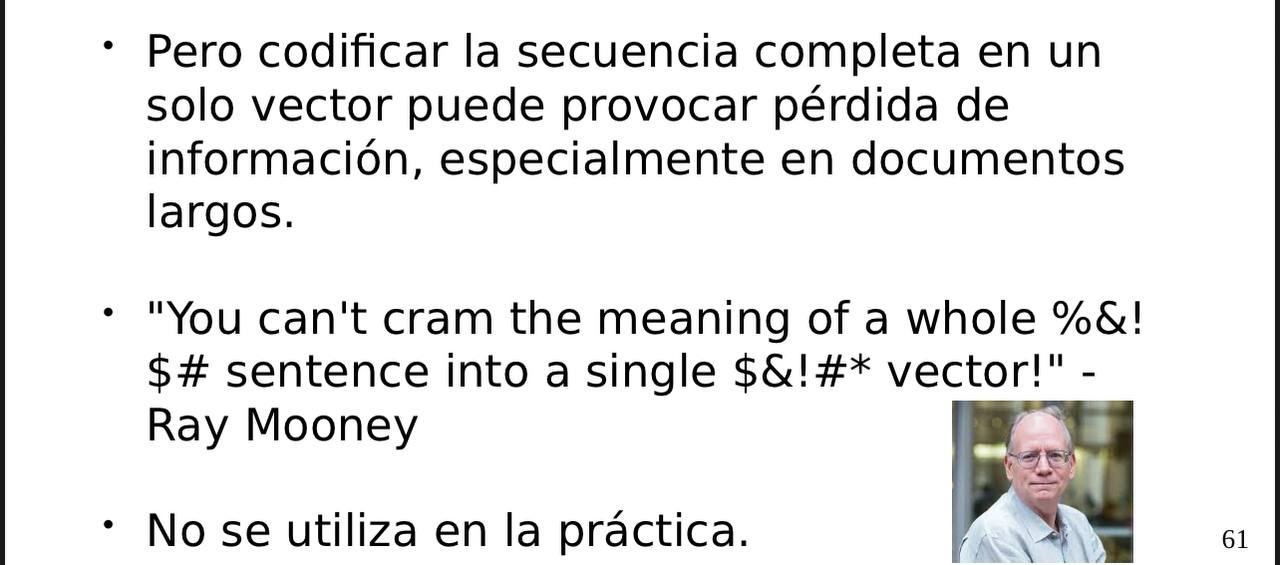 • Pero codificar la secuencia completa en un
solo vector puede provocar pérdida de
información, especialmente en documentos
largos.
• "You can't cram the meaning of a whole %&!
$# sentence into a single $&!#* vector!" -
Ray Mooney
• No se utiliza en la práctica.
61